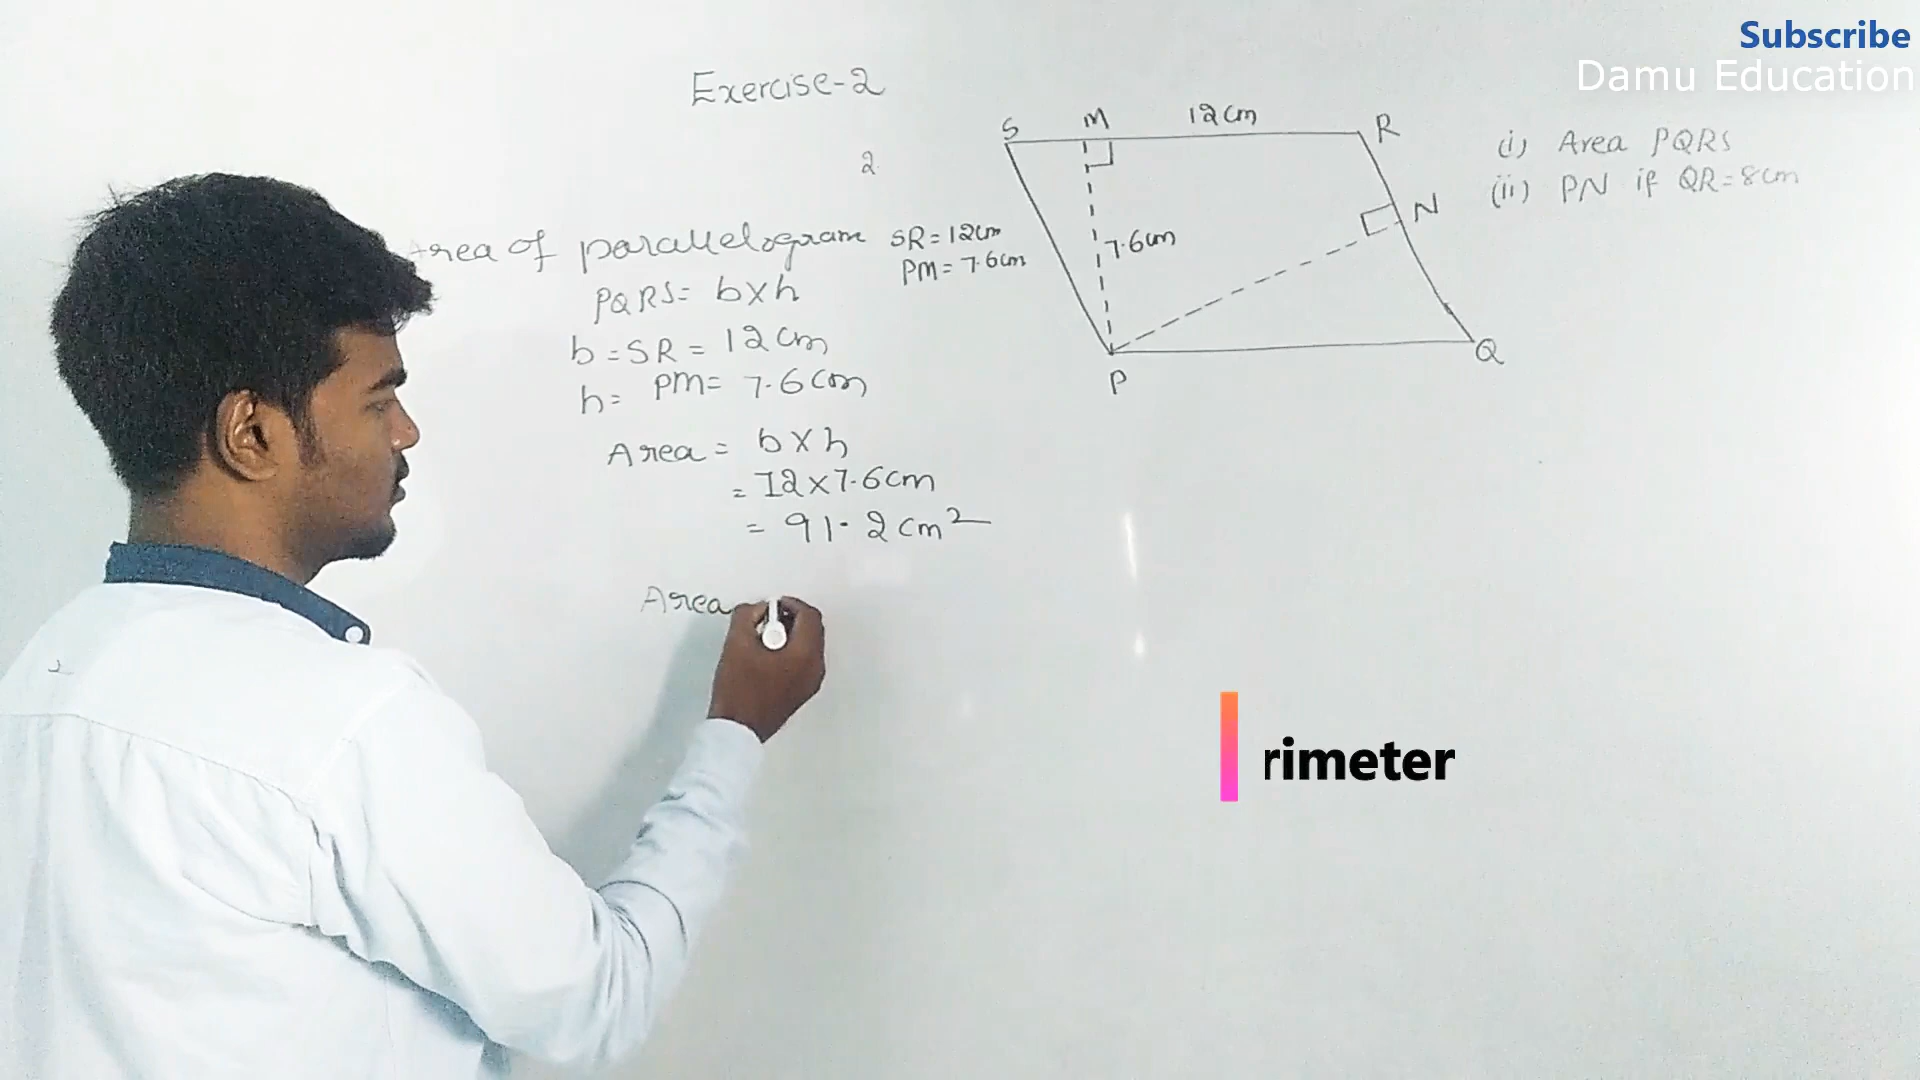 Subscribe
Damu Education
Exercise-2
2
Area of parallelogram
PQRS = b×h
b = SR = 12cm
h = PM = 7.6cm
Area = b×h
= 12×7.6cm
= 91.2cm²
Area
SR = 12cm
PM = 7.6cm
S M 12cm R
N
7.6cm
P
Q
(i) Area PQRS
(ii) PN if QR=8cm
rimeter